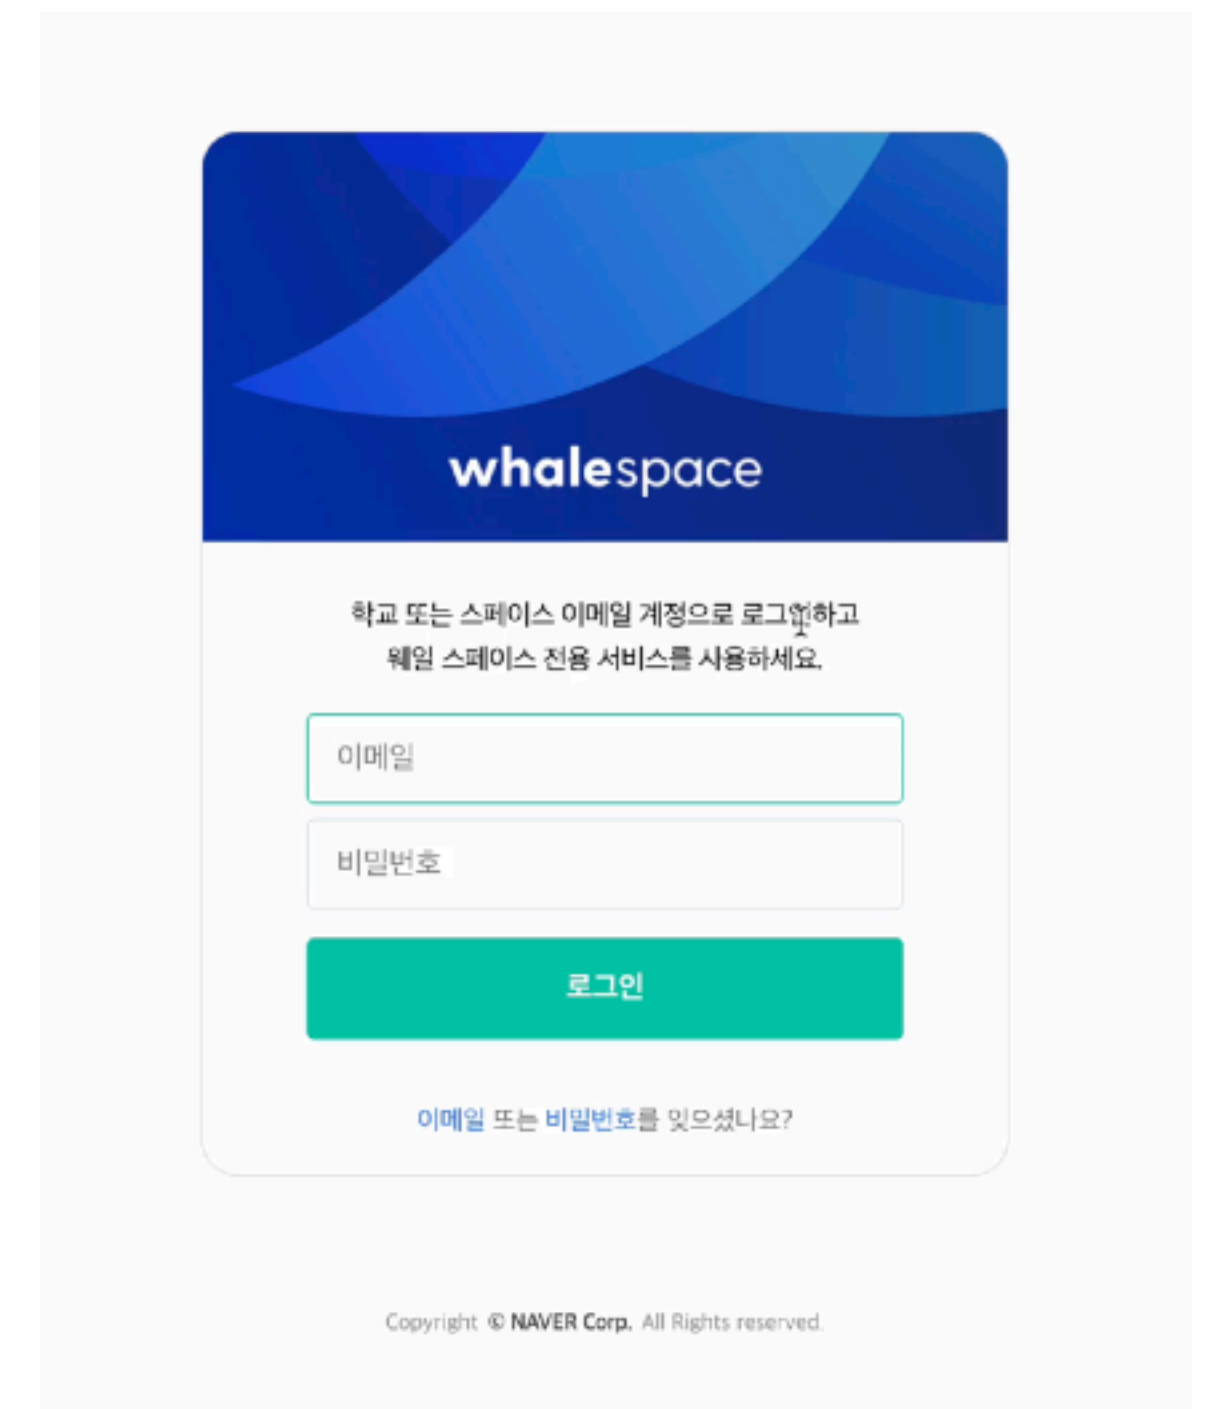 whalespace
학교 또는 스페이스 이메일 계정으로 로그인하고
웨일 스페이스 전용 서비스를 사용하세요.
이메일
비밀번호
로그인
이메일 또는 비밀번호를 잊으셨나요?
Copyright © NAVER Corp. All Rights reserved.